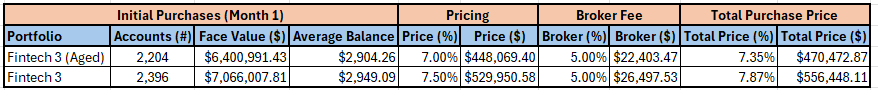 Initial Purchases (Month 1) Pricing Broker Fee Total Purchase Price
Portfolio Accounts (#) Face Value ($) Average Balance Price (%) Price ($) Broker (%) Broker ($) Total Price (%) Total Price ($)
Fintech 3 (Aged) 2,204 $6,400,991.43 $2,904.26 7.00% $448,069.40 5.00% $22,403.47 7.35% $470,472.87
Fintech 3 2,396 $7,066,007.81 $2,949.09 7.50% $529,950.58 5.00% $26,497.53 7.87% $556,448.11